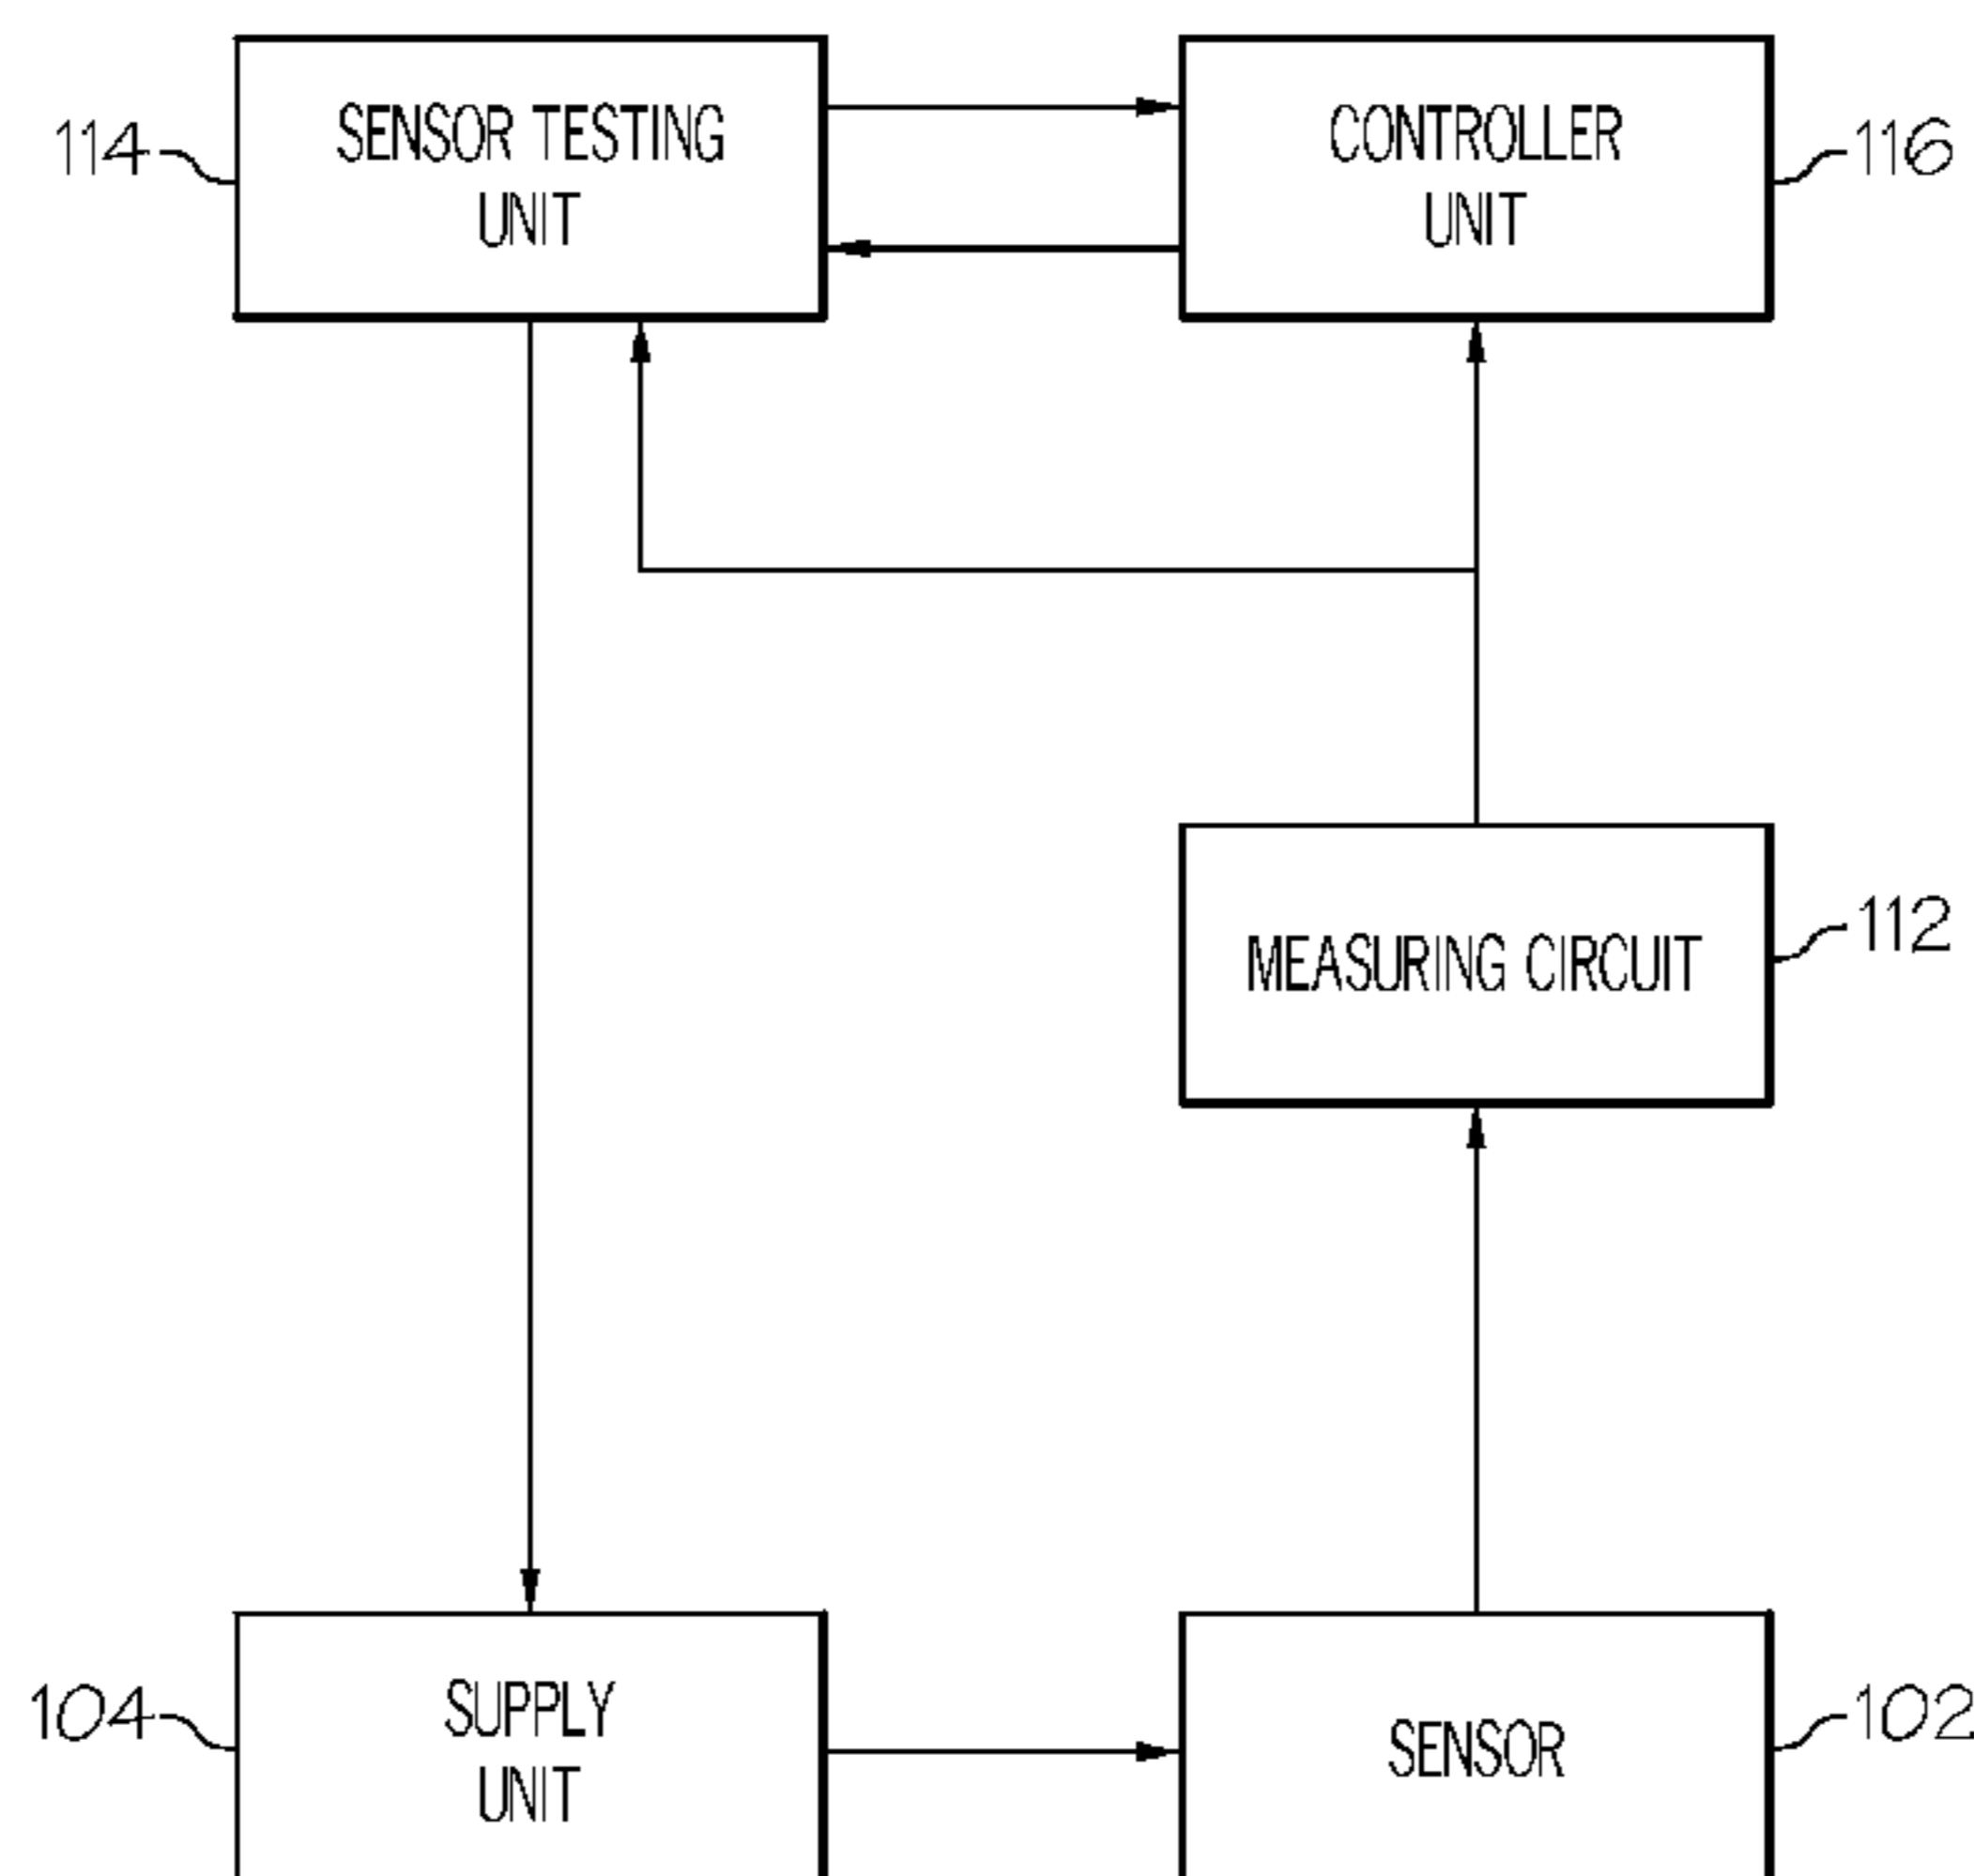 114
SENSOR TESTING
UNIT
CONTROLLER
UNIT
116
MEASURING CIRCUIT
112
104
SUPPLY
UNIT
SENSOR
102